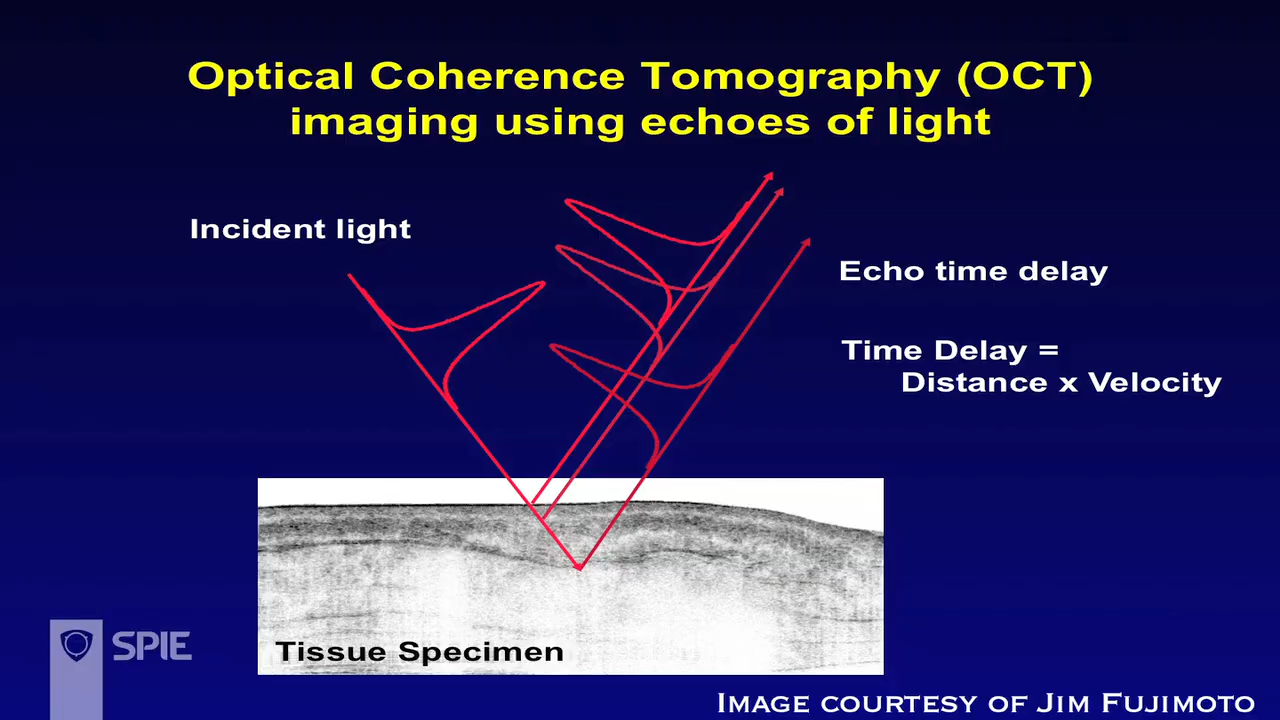 Optical Coherence Tomography (OCT)
imaging using echoes of light
Incident light
Echo time delay
Time Delay =
Distance x Velocity
Tissue Specimen
SPIE
Image courtesy of Jim Fujimoto